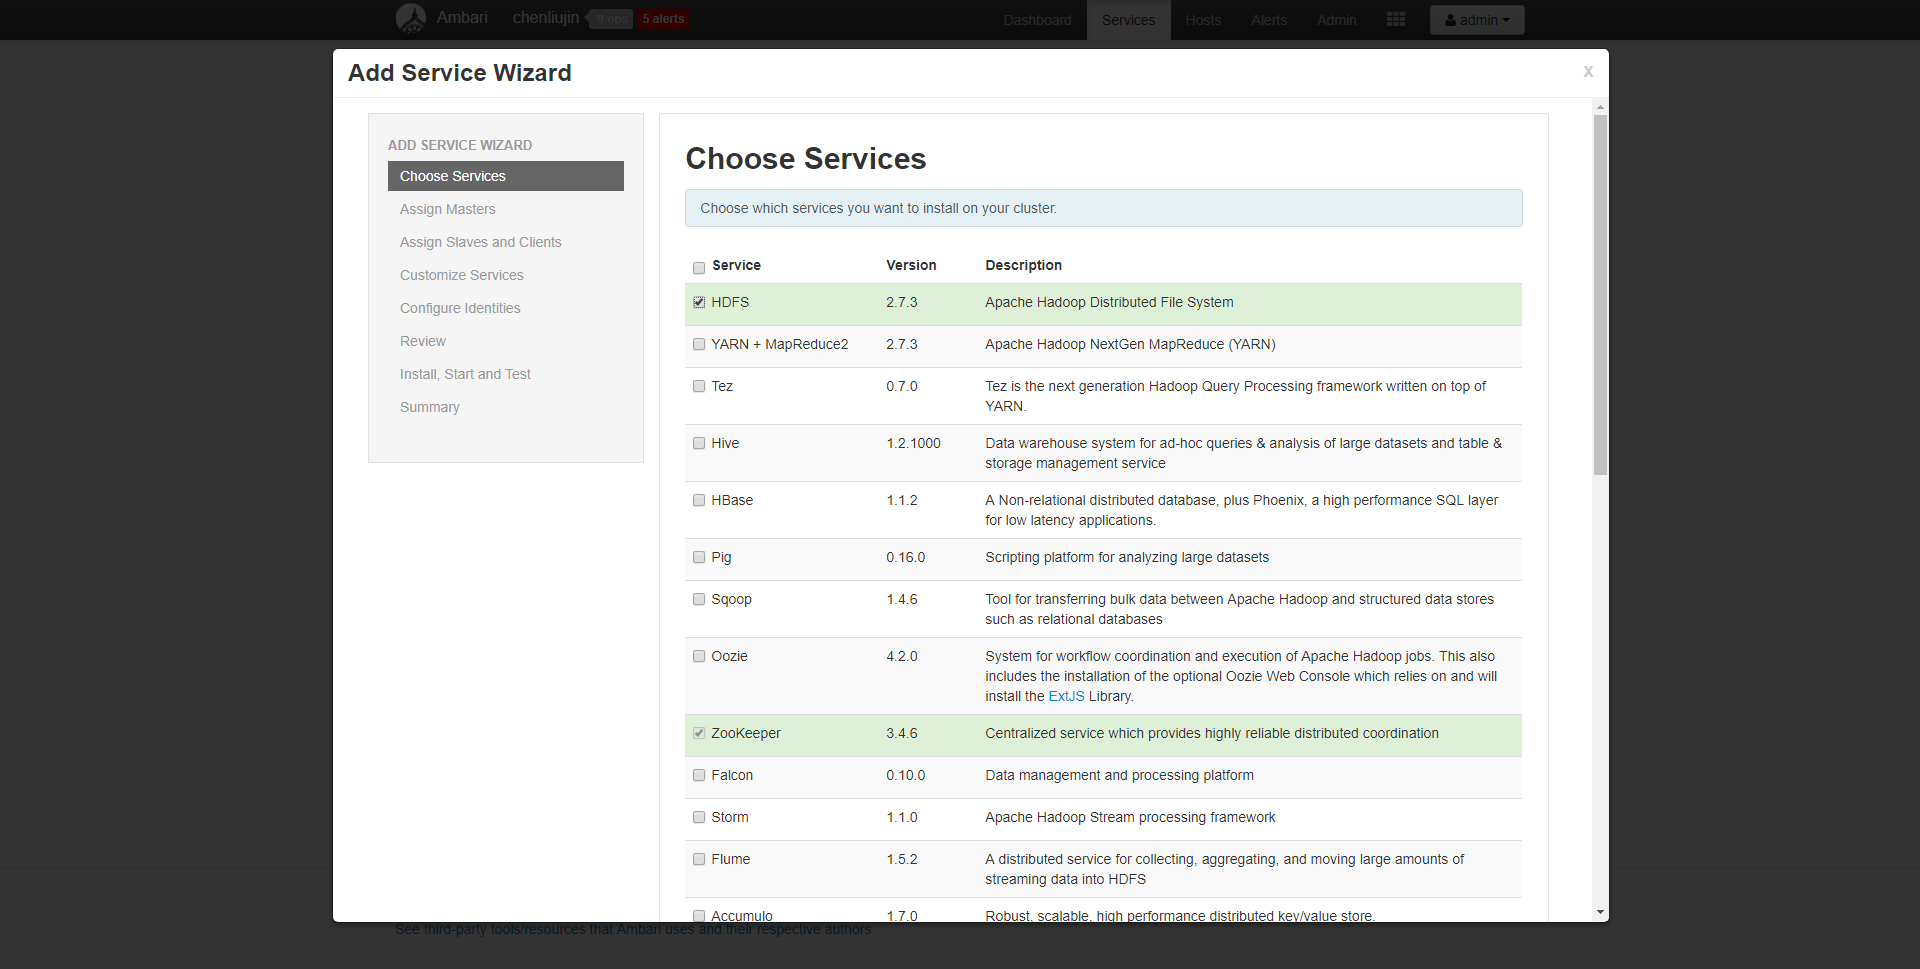 Ambari chenliujin 0 ops 5 alerts Dashboard Services Hosts Alerts Admin admin
Add Service Wizard x
ADD SERVICE WIZARD
Choose Services
Assign Masters
Assign Slaves and Clients
Customize Services
Configure Identities
Review
Install, Start and Test
Summary
Choose Services
Choose which services you want to install on your cluster.
Service Version Description
HDFS 2.7.3 Apache Hadoop Distributed File System
YARN + MapReduce2 2.7.3 Apache Hadoop NextGen MapReduce (YARN)
Tez 0.7.0 Tez is the next generation Hadoop Query Processing framework written on top of
YARN.
Hive 1.2.1000 Data warehouse system for ad-hoc queries & analysis of large datasets and table &
storage management service
HBase 1.1.2 A Non-relational distributed database, plus Phoenix, a high performance SQL layer
for low latency applications.
Pig 0.16.0 Scripting platform for analyzing large datasets
Sqoop 1.4.6 Tool for transferring bulk data between Apache Hadoop and structured data stores
such as relational databases
Oozie 4.2.0 System for workflow coordination and execution of Apache Hadoop jobs. This also
includes the installation of the optional Oozie Web Console which relies on and will
install the ExtJS Library.
ZooKeeper 3.4.6 Centralized service which provides highly reliable distributed coordination
Falcon 0.10.0 Data management and processing platform
Storm 1.1.0 Apache Hadoop Stream processing framework
Flume 1.5.2 A distributed service for collecting, aggregating, and moving large amounts of
streaming data into HDFS
Accumulo 1.7.0 Robust, scalable, high performance distributed key/value store.
See third-party tools/resources that Ambari uses and their respective authors